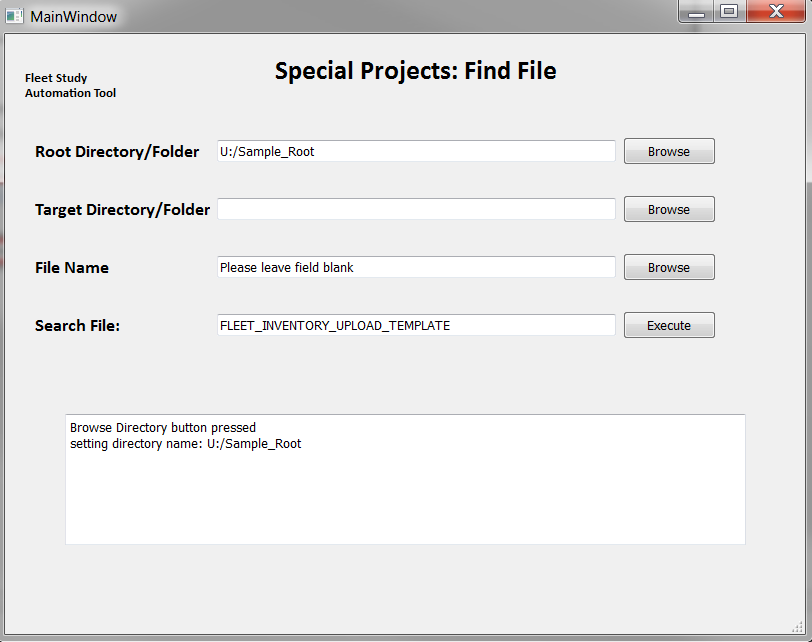 MainWindow
Special Projects: Find File
Fleet Study
Automation Tool
Root Directory/Folder U:/Sample_Root Browse
Target Directory/Folder Browse
File Name Please leave field blank Browse
Search File: FLEET_INVENTORY_UPLOAD_TEMPLATE Execute
Browse Directory button pressed
setting directory name: U:/Sample_Root